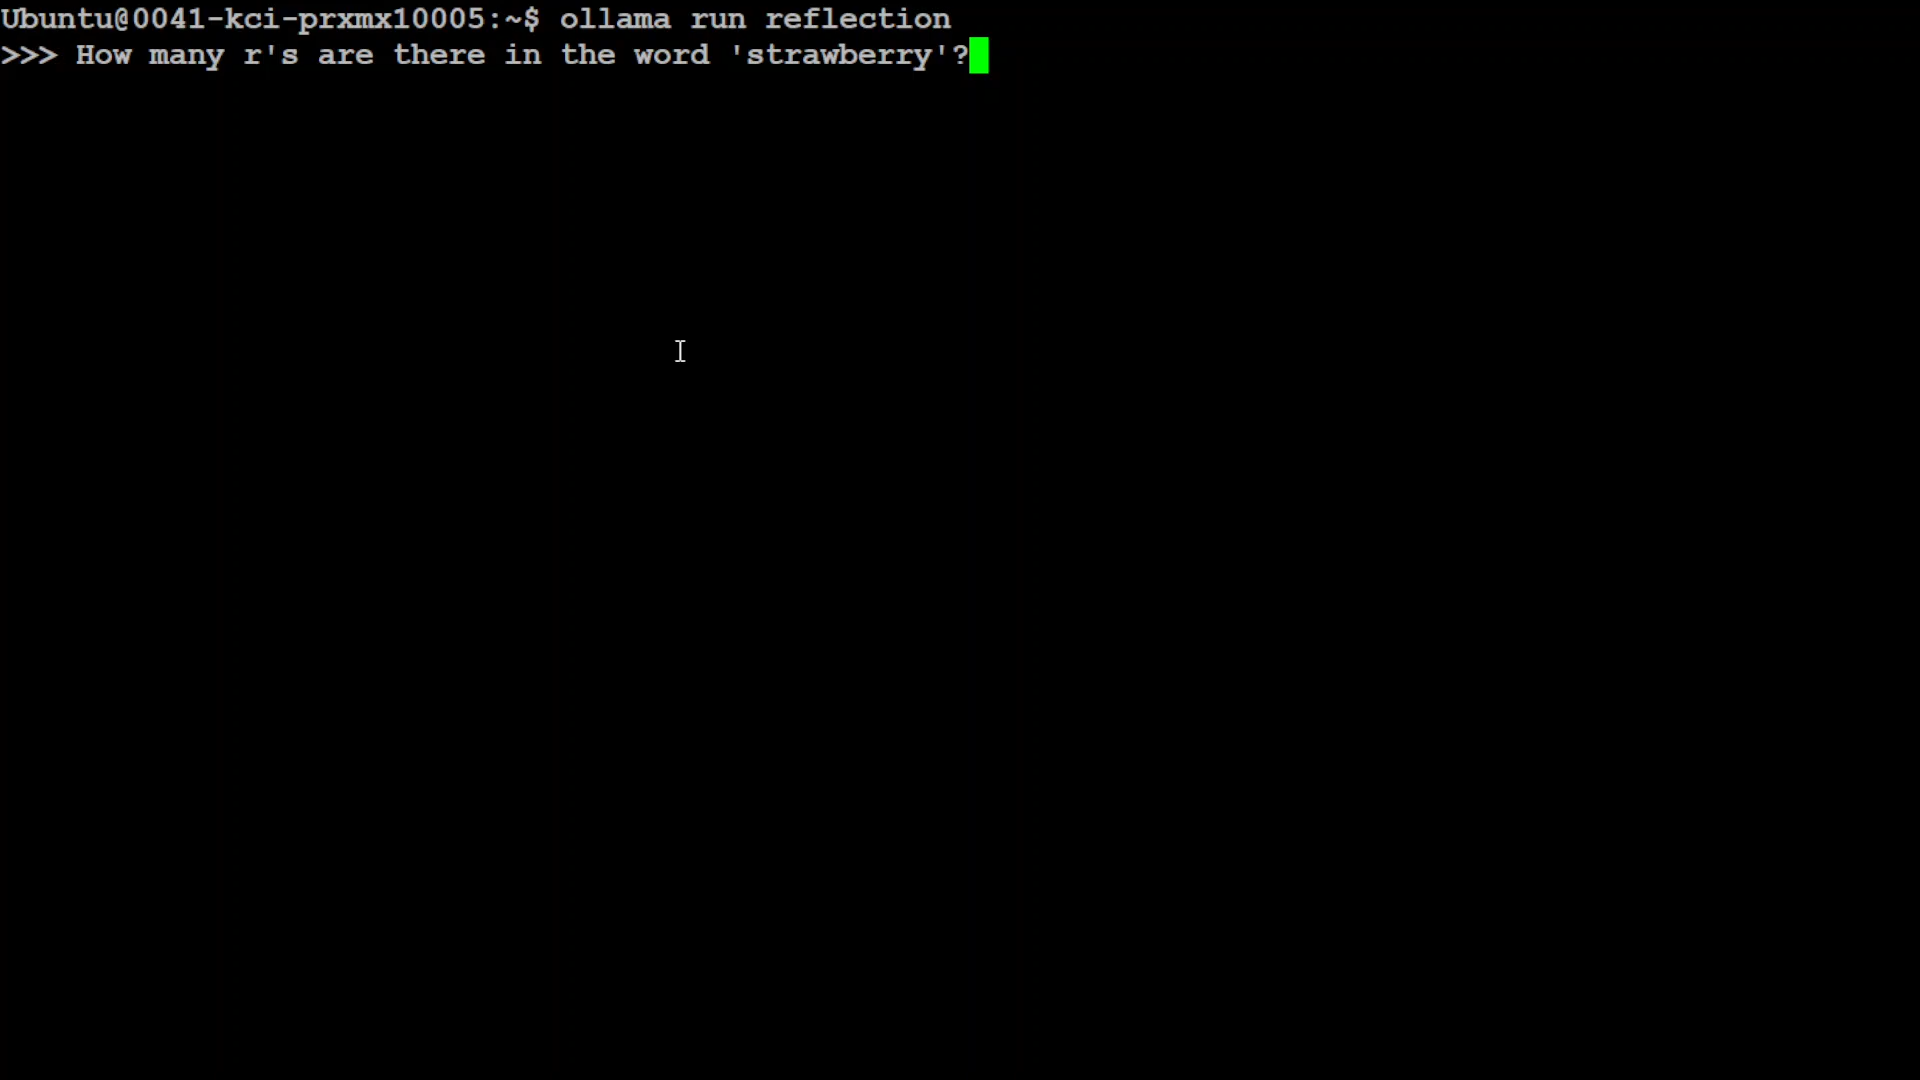 Ubuntu@0041-kci-prxmx10005:~$ ollama run reflection
>>> How many r's are there in the word 'strawberry'?